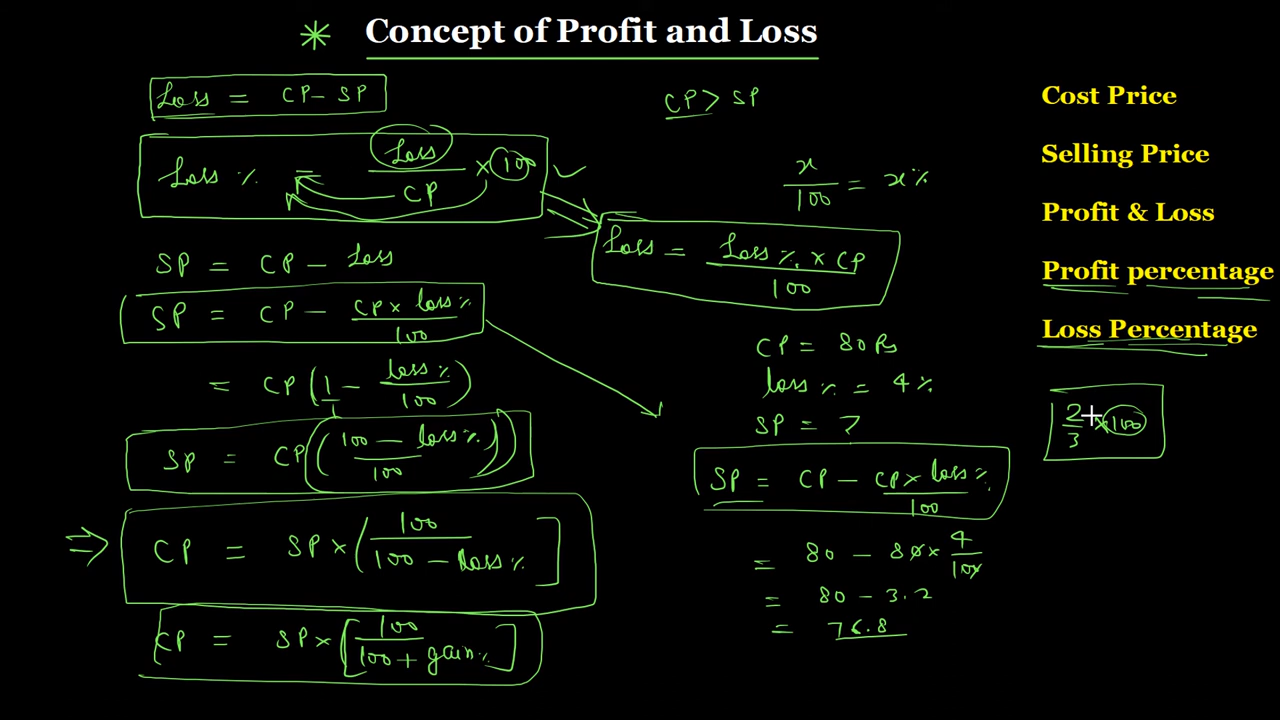 * Concept of Profit and Loss
Loss = CP - SP
Loss % = Loss / CP × 100
SP = CP - Loss
SP = CP - CP × loss% / 100
= CP (1/1 - loss% / 100)
SP = CP ((100 - loss%) / 100)
⇒ CP = SP × (100 / 100 - loss% ]
CP = SP × [ 100 / 100 + gain% ]
CP > SP
x / 100 = x%
Loss = Loss % × CP / 100
CP = 80 Rs
loss % = 4 %
SP = ?
SP = CP - CP × loss% / 100
= 80 - 80 × 4 / 100
= 80 - 3.2
= 76.8
Cost Price
Selling Price
Profit & Loss
Profit percentage
Loss Percentage
2 / 3 × 100